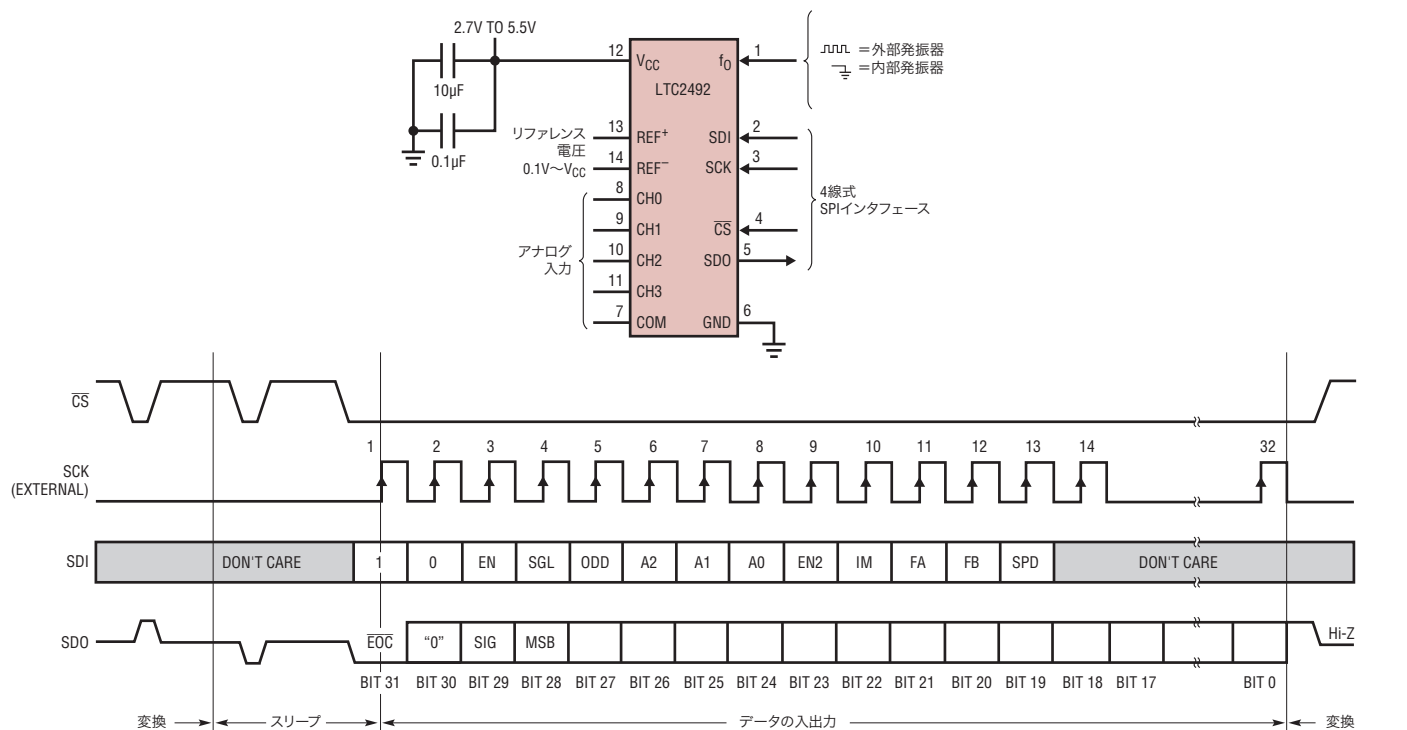 2.7V TO 5.5V
10µF
0.1µF
リファレンス
電圧
0.1V～VCC
アナログ
入力
12
13
14
8
9
10
11
7
VCC
fO
LTC2492
REF+
SDI
REF−
SCK
CH0
CH1
CS
CH2
SDO
CH3
COM
GND
1
2
3
4
5
6
＝外部発振器
＝内部発振器
4線式
SPIインタフェース
CS
1 2 3 4 5 6 7 8 9 10 11 12 13 14 32
SCK
(EXTERNAL)
SDI
DON'T CARE 1 0 EN SGL ODD A2 A1 A0 EN2 IM FA FB SPD DON'T CARE
SDO
EOC "0" SIG MSB
Hi-Z
BIT 31 BIT 30 BIT 29 BIT 28 BIT 27 BIT 26 BIT 25 BIT 24 BIT 23 BIT 22 BIT 21 BIT 20 BIT 19 BIT 18 BIT 17 BIT 0
変換 スリープ データの入出力 変換